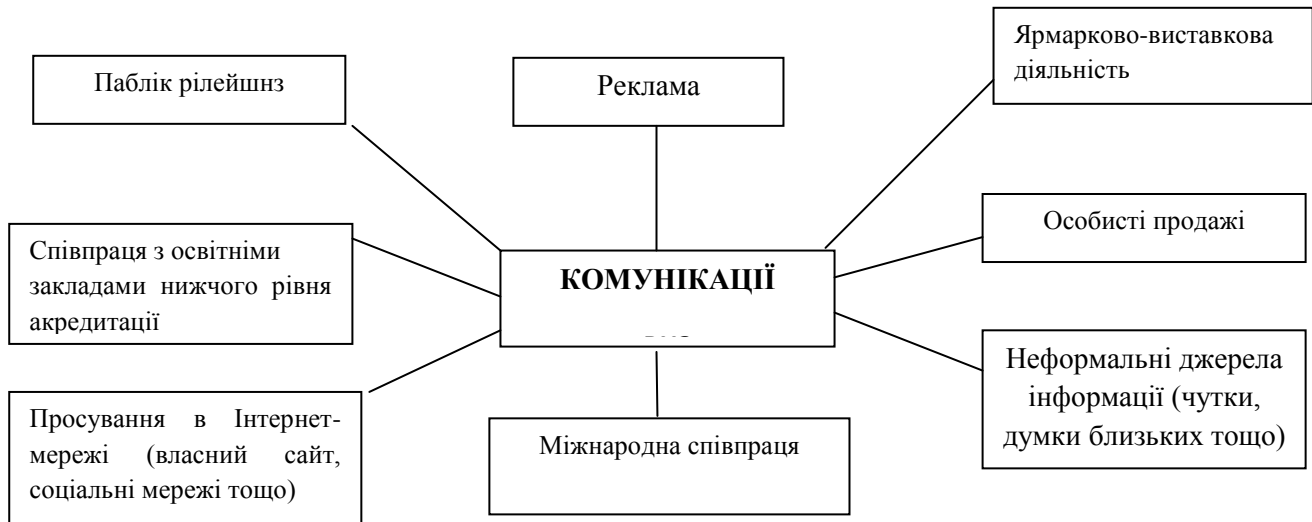 Паблік рілейшнз
Реклама
Ярмарково-виставкова
діяльність
Співпраця з освітніми
закладами нижчого рівня
акредитації
КОМУНІКАЦІЇ
Особисті продажі
Просування в Інтернет-
мережі (власний сайт,
соціальні мережі тощо)
Міжнародна співпраця
Неформальні джерела
інформації (чутки,
думки близьких тощо)